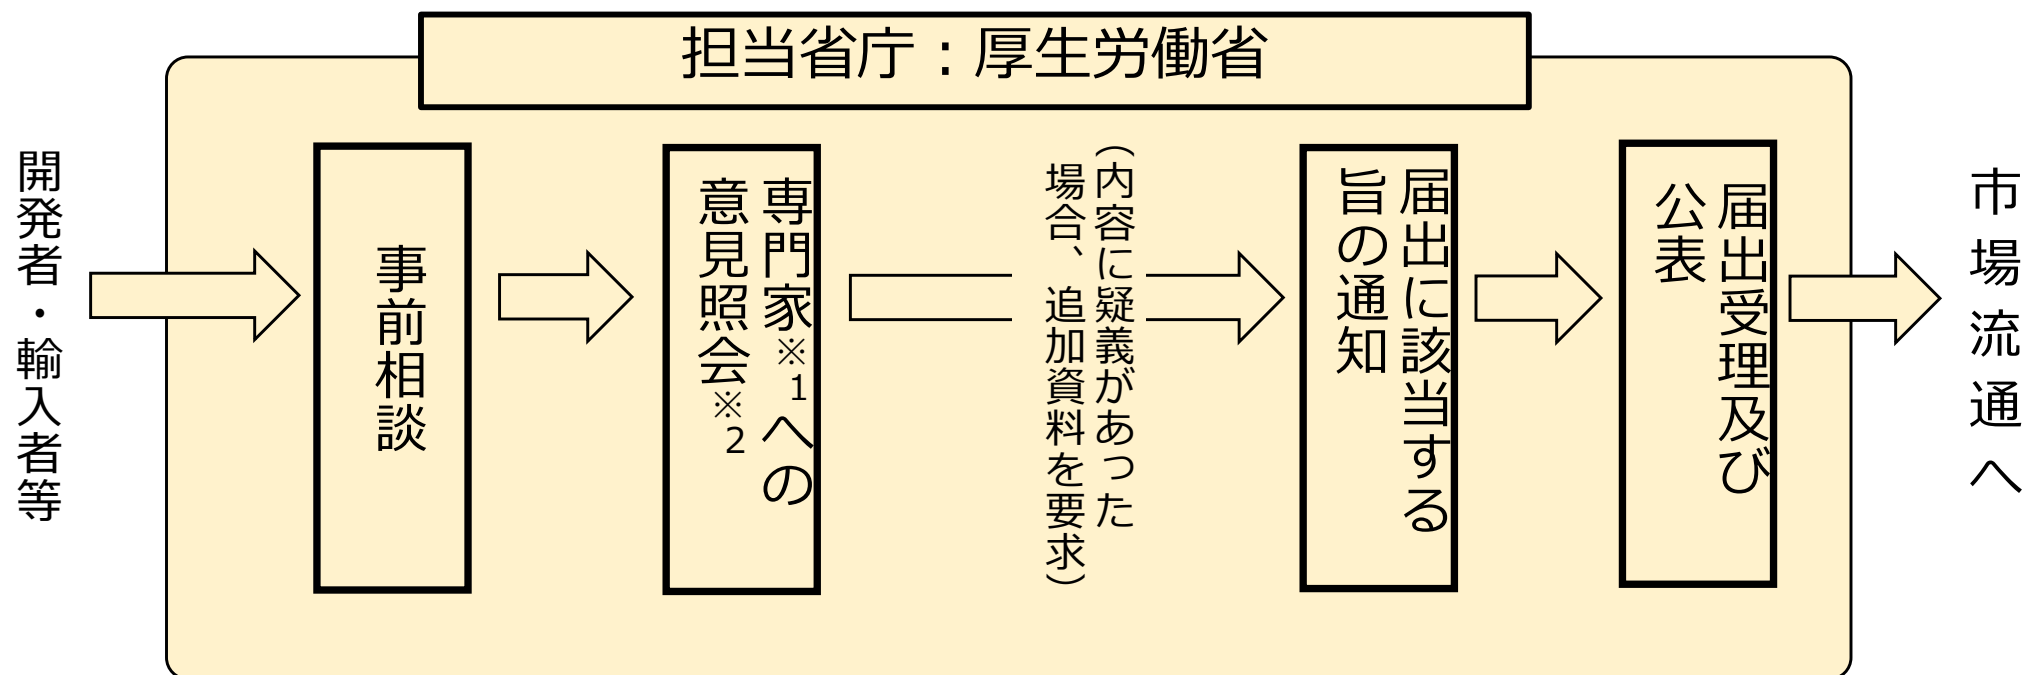 担当省庁：厚生労働省
開発者・輸入者等
事前相談
専門家※1への
意見照会※2
（内容に疑義があった
場合、追加資料を要求）
届出に該当する
旨の通知
届出受理及び
公表
市場流通へ